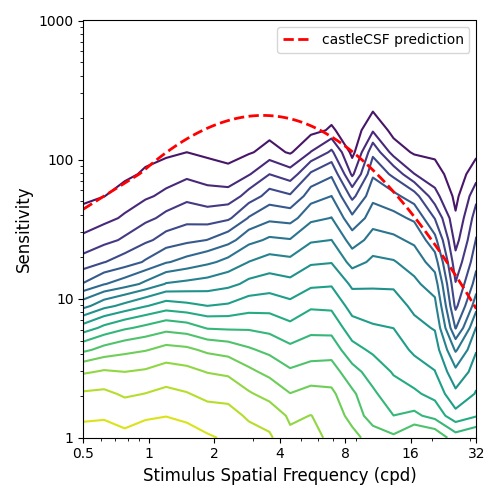 1000
castleCSF prediction
100
Sensitivity
10
1
0.5 1 2 4 8 16 32
Stimulus Spatial Frequency (cpd)